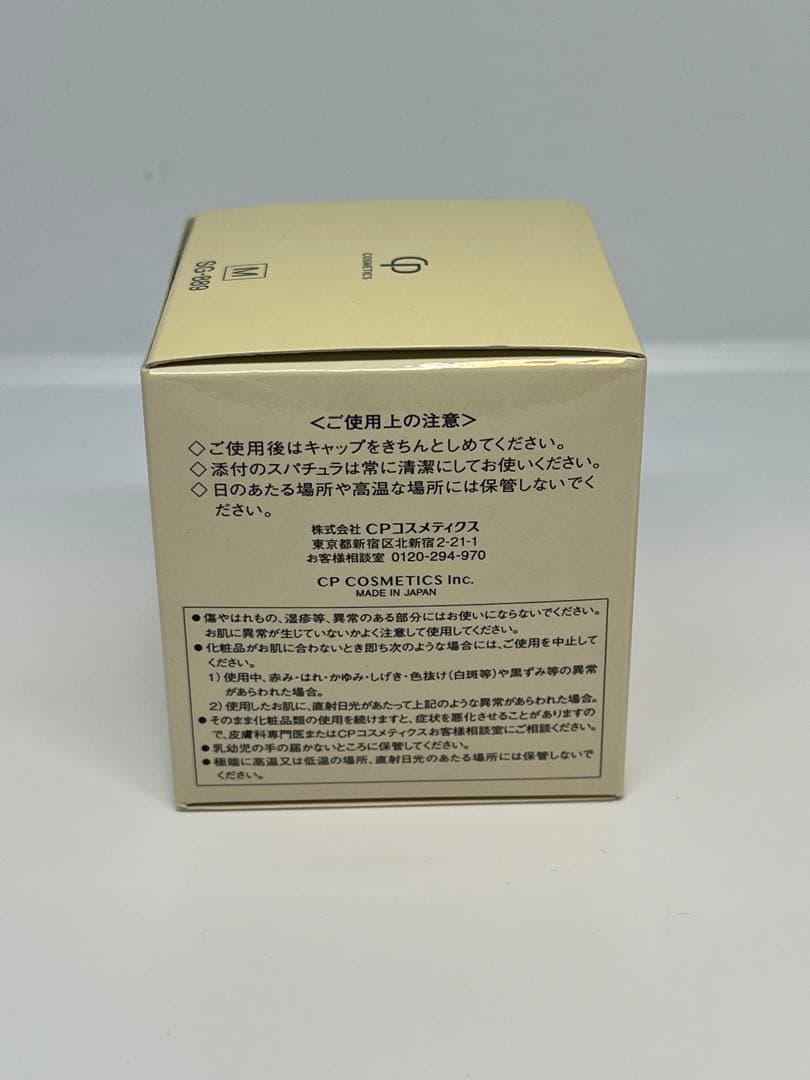 CP
COSMETICS
M
SG-889
＜ご使用上の注意＞
◇ご使用後はキャップをきちんとしめてください。
◇添付のスパチュラは常に清潔にしてお使いください。
◇日のあたる場所や高温な場所には保管しないでく
ださい。
株式会社 CPコスメティクス
東京都新宿区北新宿2-21-1
お客様相談室 0120-294-970
CP COSMETICS Inc.
MADE IN JAPAN
●傷やはれもの、湿疹等、異常のある部分にはお使いにならないでください。
お肌に異常が生じていないかよく注意して使用してください。
●化粧品がお肌に合わないとき即ち次のような場合には、ご使用を中止して
ください。
1）使用中、赤み・はれ・かゆみ・しげき・色抜け（白斑等）や黒ずみ等の異常
があらわれた場合。
2）使用したお肌に、直射日光があたって上記のような異常があらわれた場合。
●そのまま化粧品類の使用を続けますと、症状を悪化させることがありますの
で、皮膚科専門医またはCPコスメティクスお客様相談室にご相談ください。
●乳幼児の手の届かないところに保管してください。
●極端に高温又は低温の場所、直射日光のあたる場所には保管しないで
ください。